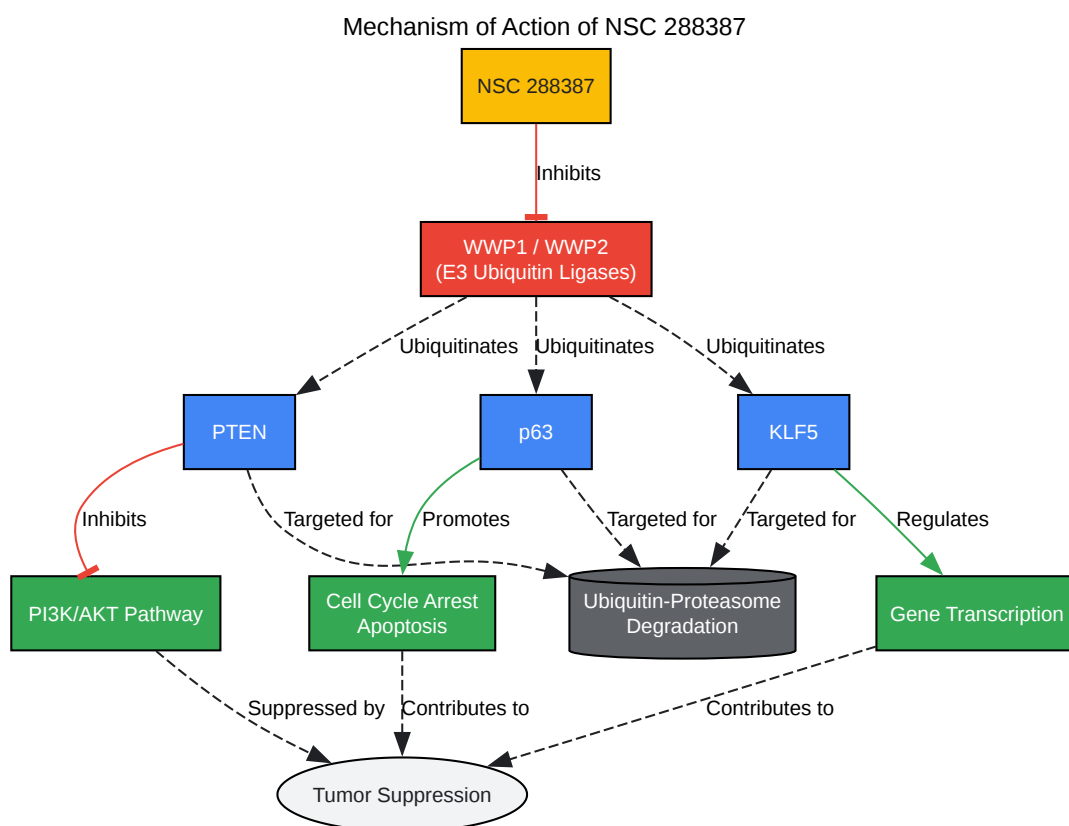 Mechanism of Action of NSC 288387
NSC 288387
Inhibits
WWP1 / WWP2
(E3 Ubiquitin Ligases)
Ubiquitinates
Ubiquitinates
Ubiquitinates
PTEN
p63
KLF5
Inhibits
Targeted for
Promotes
Targeted for
Targeted for
Regulates
PI3K/AKT Pathway
Cell Cycle Arrest
Apoptosis
Ubiquitin-Proteasome
Degradation
Gene Transcription
Suppressed by
Contributes to
Contributes to
Tumor Suppression